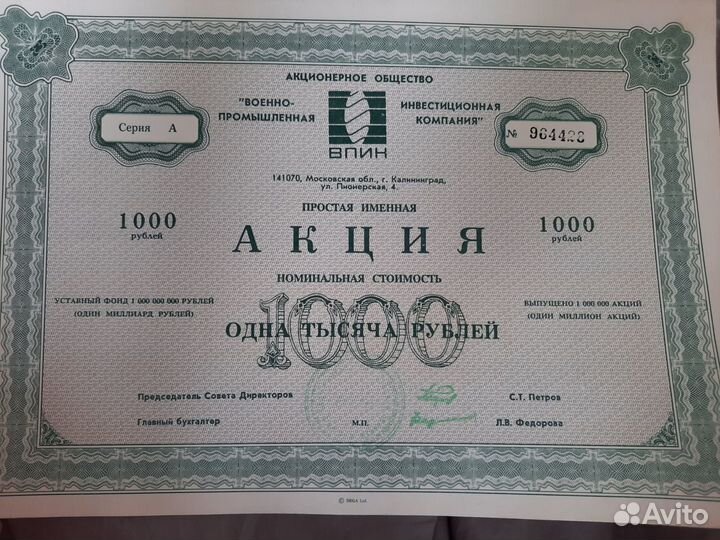 АКЦИОНЕРНОЕ ОБЩЕСТВО
"ВОЕННО-
ПРОМЫШЛЕННАЯ
ИНВЕСТИЦИОННАЯ
КОМПАНИЯ"
ВПИК
Серия А
№ 964428
141070, Московская обл., г. Калининград,
ул. Пионерская, 4.
ПРОСТАЯ ИМЕННАЯ
1000
рублей
АКЦИЯ
1000
рублей
НОМИНАЛЬНАЯ СТОИМОСТЬ
УСТАВНЫЙ ФОНД 1 000 000 000 РУБЛЕЙ
(ОДИН МИЛЛИАРД РУБЛЕЙ)
1000
ОДНА ТЫСЯЧА РУБЛЕЙ
ВЫПУЩЕНО 1 000 000 АКЦИЙ
(ОДИН МИЛЛИОН АКЦИЙ)
Председатель Совета Директоров
С.Т. Петров
Главный бухгалтер
М.П.
Л.В. Федорова
Avito